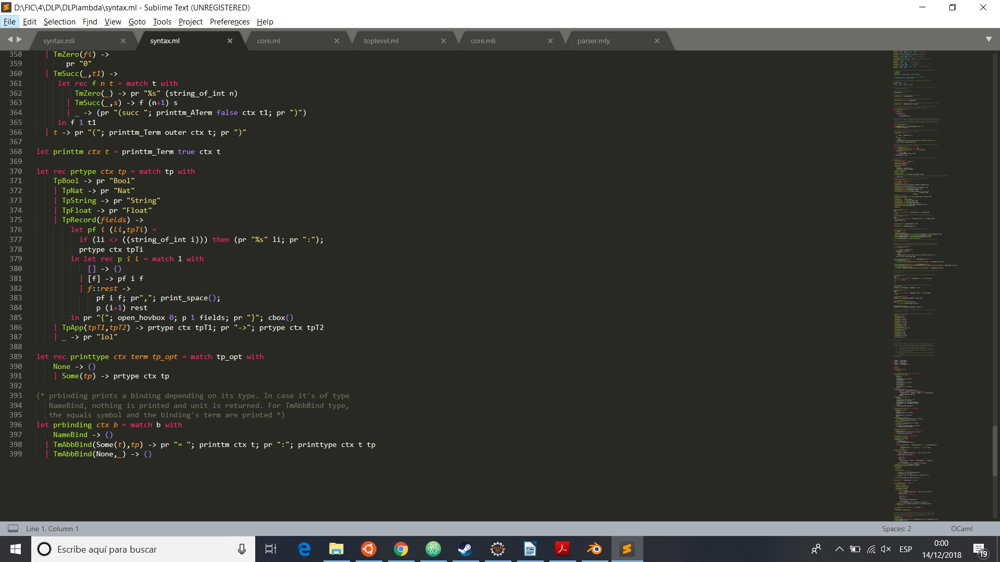 D:\FIC\4\DLP\DLPlambda\syntax.ml - Sublime Text (UNREGISTERED)
File Edit Selection Find View Goto Tools Project Preferences Help
syntax.mli syntax.ml core.ml toplevel.ml core.mli parser.mly
358 | TmZero(fi) ->
359 pr "0"
360 | TmSucc(_,t1) ->
361 let rec f n t = match t with
362 TmZero(_) -> pr "%s" (string_of_int n)
363 | TmSucc(_,s) -> f (n+1) s
364 | _ -> (pr "(succ "; printtm_ATerm false ctx t1; pr ")")
365 in f 1 t1
366 | t -> pr "("; printtm_Term outer ctx t; pr ")"
367
368 let printtm ctx t = printtm_Term true ctx t
369
370 let rec prtype ctx tp = match tp with
371 TpBool -> pr "Bool"
372 | TpNat -> pr "Nat"
373 | TpString -> pr "String"
374 | TpFloat -> pr "Float"
375 | TpRecord(fields) ->
376 let pf i (li,tpTi) =
377 if (li <> ((string_of_int i))) then (pr "%s" li; pr ":");
378 prtype ctx tpTi
379 in let rec p i l = match l with
380 [] -> ()
381 | [f] -> pf i f
382 | f::rest ->
383 pf i f; pr","; print_space();
384 p (i+1) rest
385 in pr "{"; open_hovbox 0; p 1 fields; pr "}"; cbox()
386 | TpApp(tpT1,tpT2) -> prtype ctx tpT1; pr "->"; prtype ctx tpT2
387 | _ -> pr "lol"
388
389 let rec printtype ctx term tp_opt = match tp_opt with
390 None -> ()
391 | Some(tp) -> prtype ctx tp
392
393 (* prbinding prints a binding depending on its type. In case it's of type
394 NameBind, nothing is printed and unit is returned. For TmAbbBind type,
395 the equals symbol and the binding's term are printed *)
396 let prbinding ctx b = match b with
397 NameBind -> ()
398 | TmAbbBind(Some(t),tp) -> pr "= "; printtm ctx t; pr ":"; printtype ctx t tp
399 | TmAbbBind(None,_) -> ()
Line 1, Column 1 Spaces: 2 OCaml
Escribe aquí para buscar ESP 0:00
14/12/2018 19